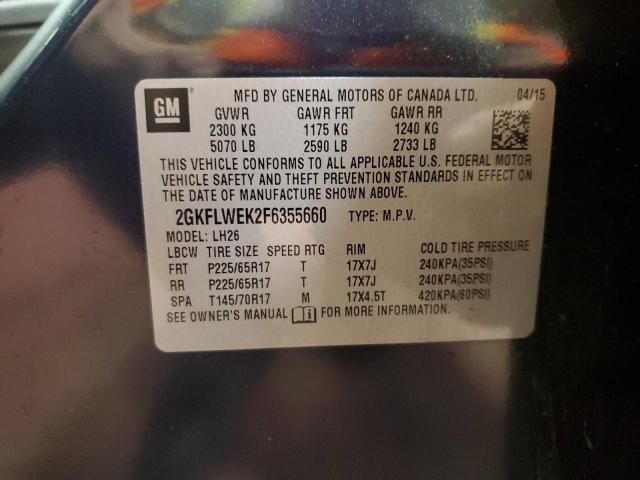 GM MFD BY GENERAL MOTORS OF CANADA LTD. 04/15
GVWR GAWR FRT GAWR RR
2300 KG 1175 KG 1240 KG
5070 LB 2590 LB 2733 LB
THIS VEHICLE CONFORMS TO ALL APPLICABLE U.S. FEDERAL MOTOR
VEHICLE SAFETY AND THEFT PREVENTION STANDARDS IN EFFECT ON
THE DATE OF MANUFACTURE SHOWN ABOVE.
2GKFLWEK2F6355660 TYPE: M.P.V.
MODEL: LH26
LBCW TIRE SIZE SPEED RTG RIM COLD TIRE PRESSURE
FRT P225/65R17 T 17X7J 240KPA(35PSI)
RR P225/65R17 T 17X7J 240KPA(35PSI)
SPA T145/70R17 M 17X4.5T 420KPA(60PSI)
SEE OWNER'S MANUAL i FOR MORE INFORMATION.